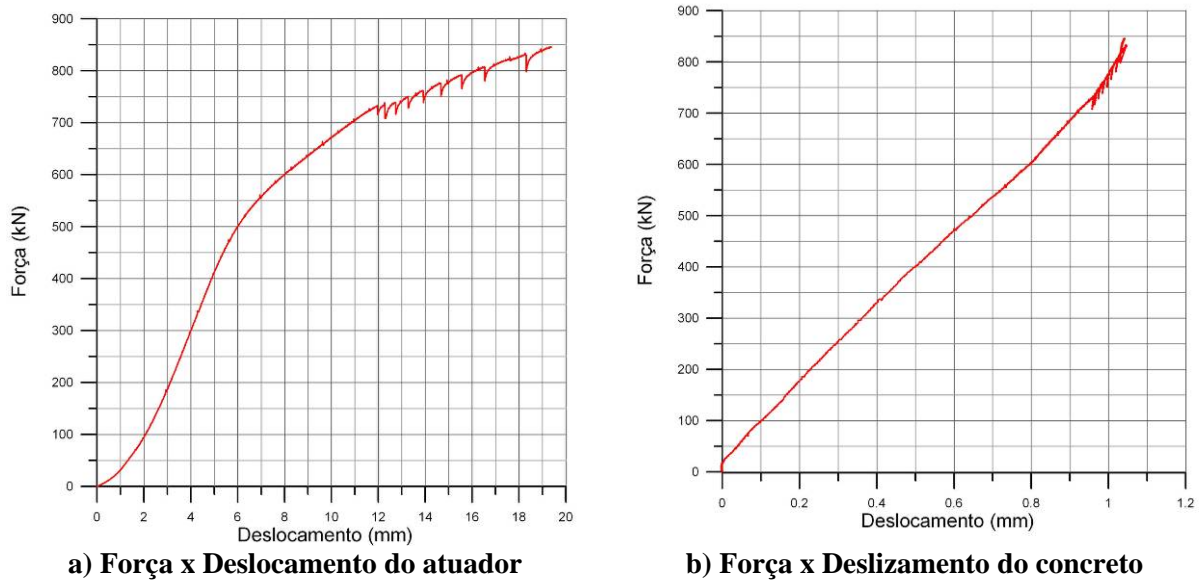 900
800
700
600
500
400
300
200
100
0
Força (kN)
0 2 4 6 8 10 12 14 16 18 20
Deslocamento (mm)
a) Força x Deslocamento do atuador
900
800
700
600
500
400
300
200
100
0
Força (kN)
0 0.2 0.4 0.6 0.8 1 1.2
Deslocamento (mm)
b) Força x Deslizamento do concreto